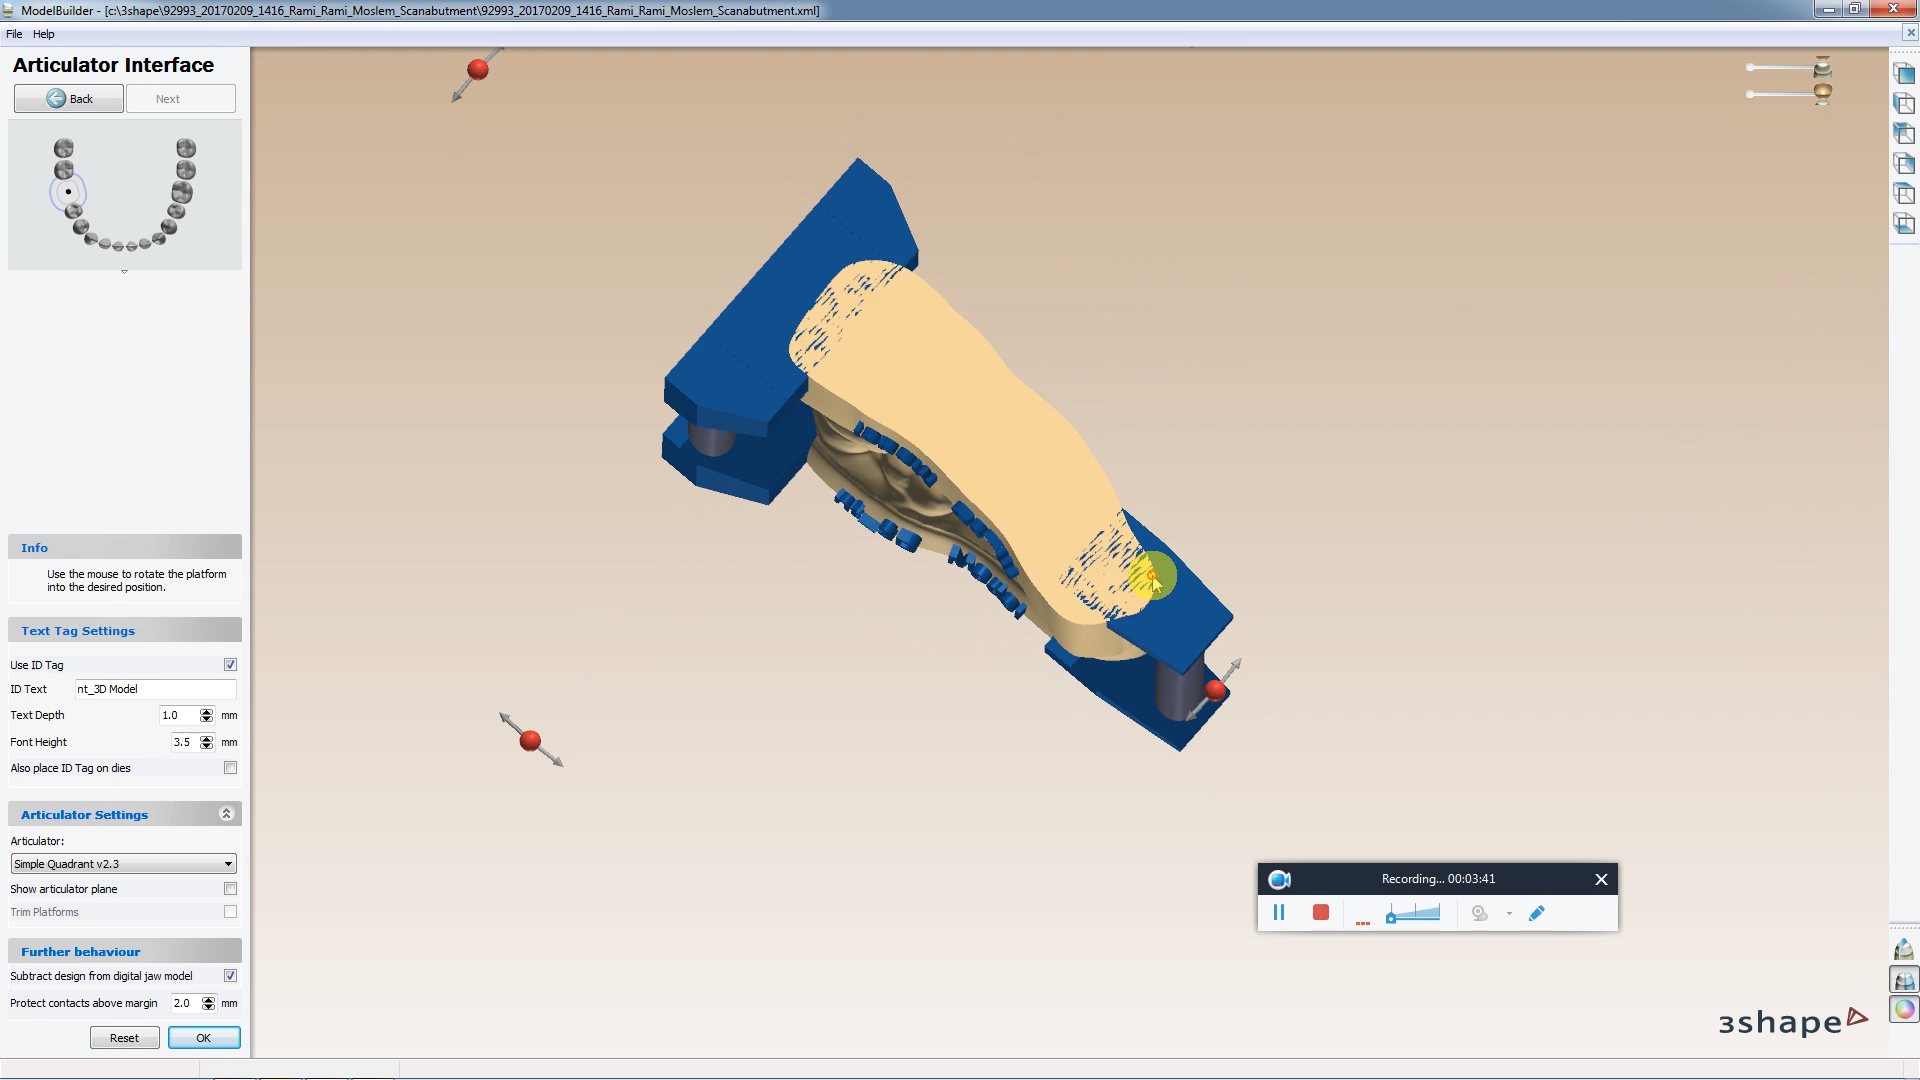 ModelBuilder - [c:\3shape\92993_20170209_1416_Rami_Rami_Moslem_Scanabutment\92993_20170209_1416_Rami_Rami_Moslem_Scanabutment.xml]
File Help
Articulator Interface
Back Next
Info
Use the mouse to rotate the platform
into the desired position.
Text Tag Settings
Use ID Tag
ID Text nt_3D Model
Text Depth 1.0 mm
Font Height 3.5 mm
Also place ID Tag on dies
Articulator Settings
Articulator:
Simple Quadrant v2.3
Show articulator plane
Trim Platforms
Further behaviour
Subtract design from digital jaw model
Protect contacts above margin 2.0 mm
Reset OK
Recording... 00:03:41
3shape